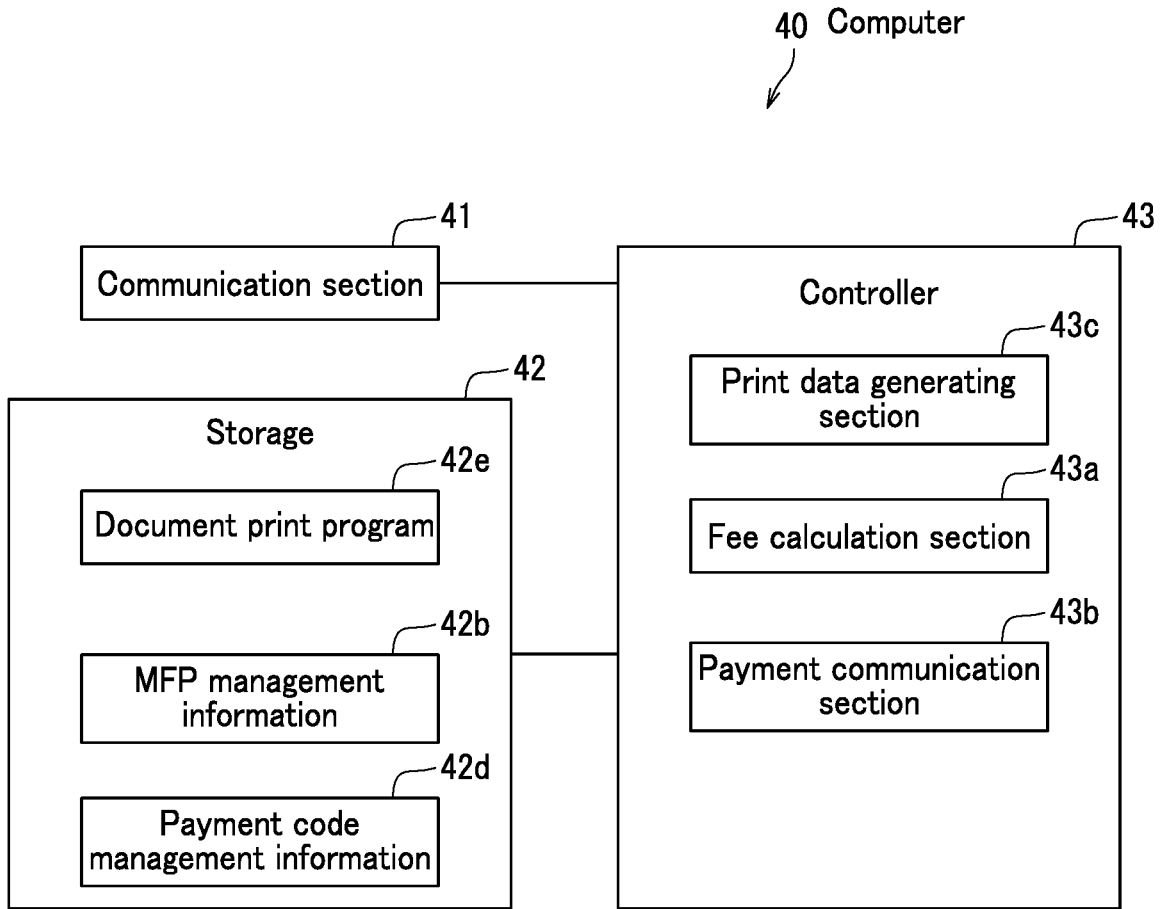 40 Computer
41
Communication section
42
Storage
42e
Document print program
42b
MFP management
information
42d
Payment code
management information
43
Controller
43c
Print data generating
section
43a
Fee calculation section
43b
Payment communication
section